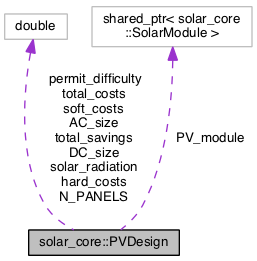 double
shared_ptr< solar_core
::SolarModule >
permit_difficulty
total_costs
soft_costs
AC_size
total_savings
DC_size
solar_radiation
hard_costs
N_PANELS
PV_module
solar_core::PVDesign